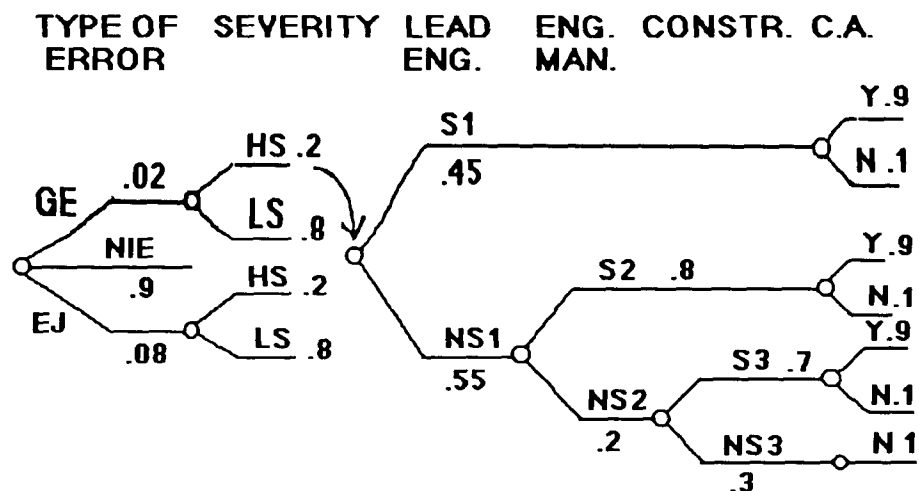 TYPE OF SEVERITY LEAD ENG. CONSTR. C.A.
ERROR ENG. MAN.
Y.9
S1
HS .2
N .1
.02
.45
GE
LS .8
NIE
Y.9
S2 .8
HS .2
.9
N.1
EJ
NS1
Y.9
LS .8
S3 .7
.08
.55
NS2
N.1
.2
NS3
N 1
.3